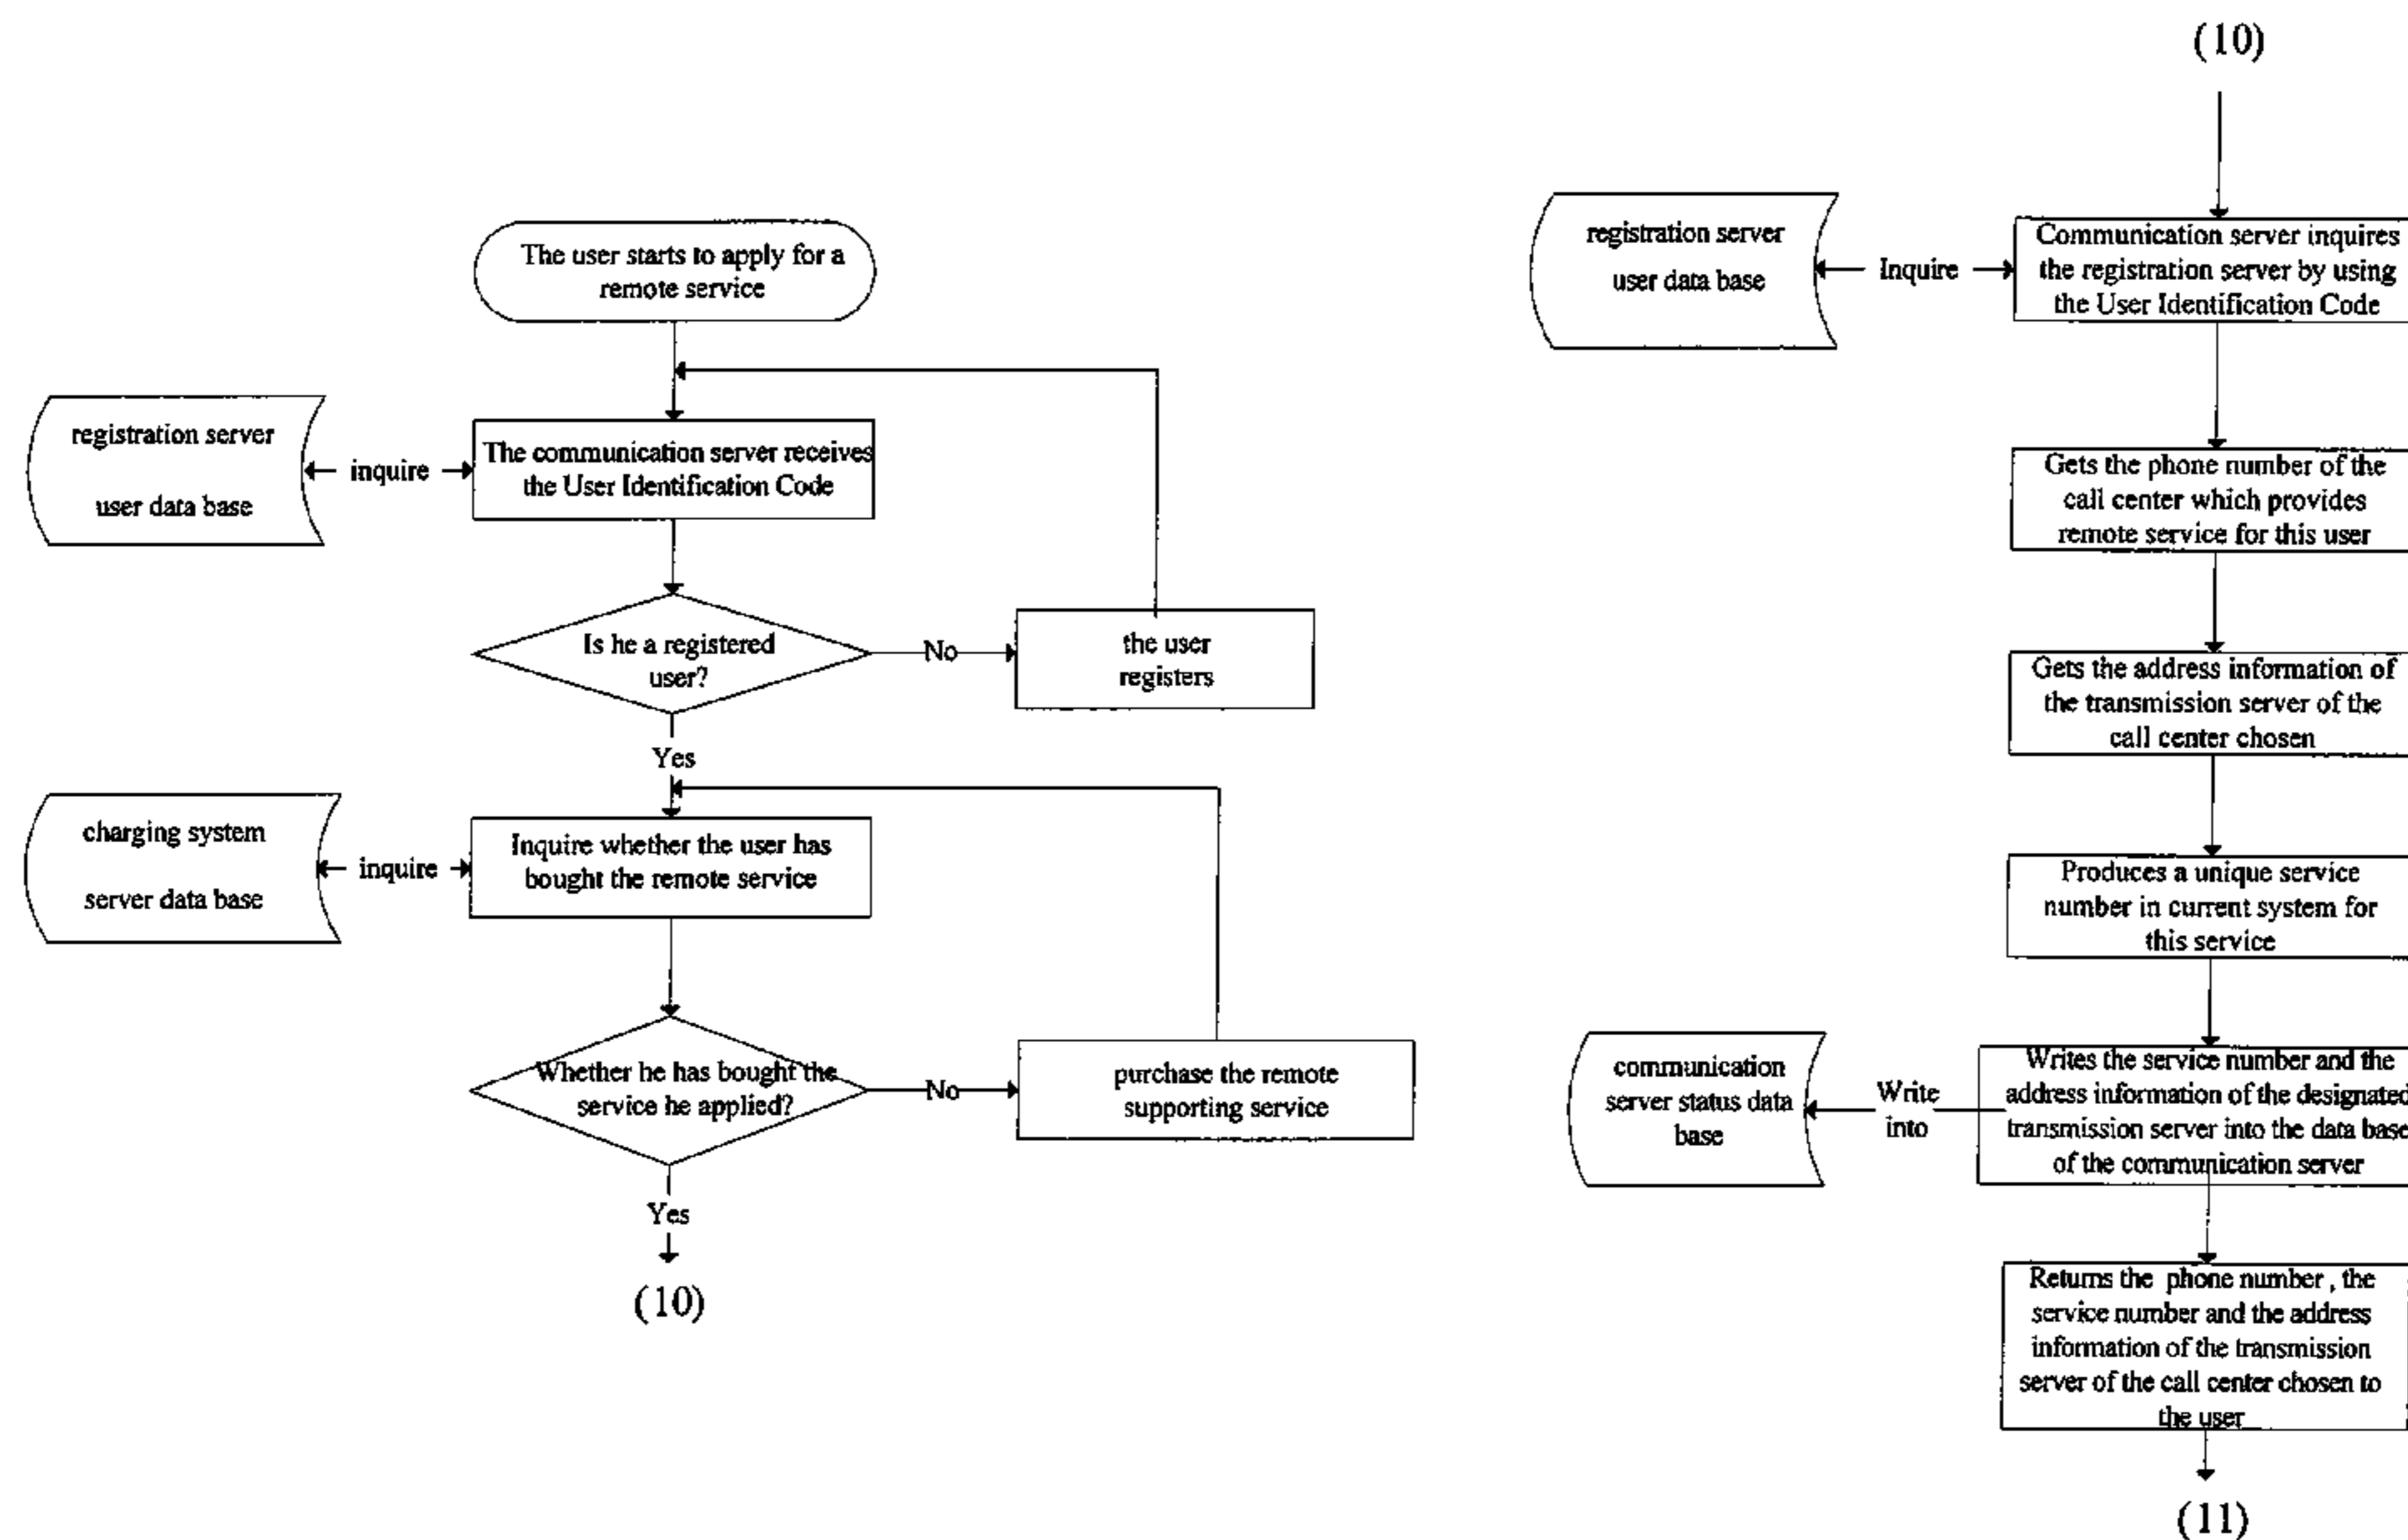 The user starts to apply for a
remote service
registration server
user data base
inquire
The communication server receives
the User Identification Code
Is he a registered
user?
No
the user
registers
Yes
charging system
server data base
inquire
Inquire whether the user has
bought the remote service
Whether he has bought the
service he applied?
No
purchase the remote
supporting service
Yes
(10)
(10)
registration server
user data base
Inquire
Communication server inquires
the registration server by using
the User Identification Code
Gets the phone number of the
call center which provides
remote service for this user
Gets the address information of
the transmission server of the
call center chosen
Produces a unique service
number in current system for
this service
communication
server status data
base
Write
into
Writes the service number and the
address information of the designated
transmission server into the data base
of the communication server
Returns the phone number , the
service number and the address
information of the transmission
server of the call center chosen to
the user
(11)